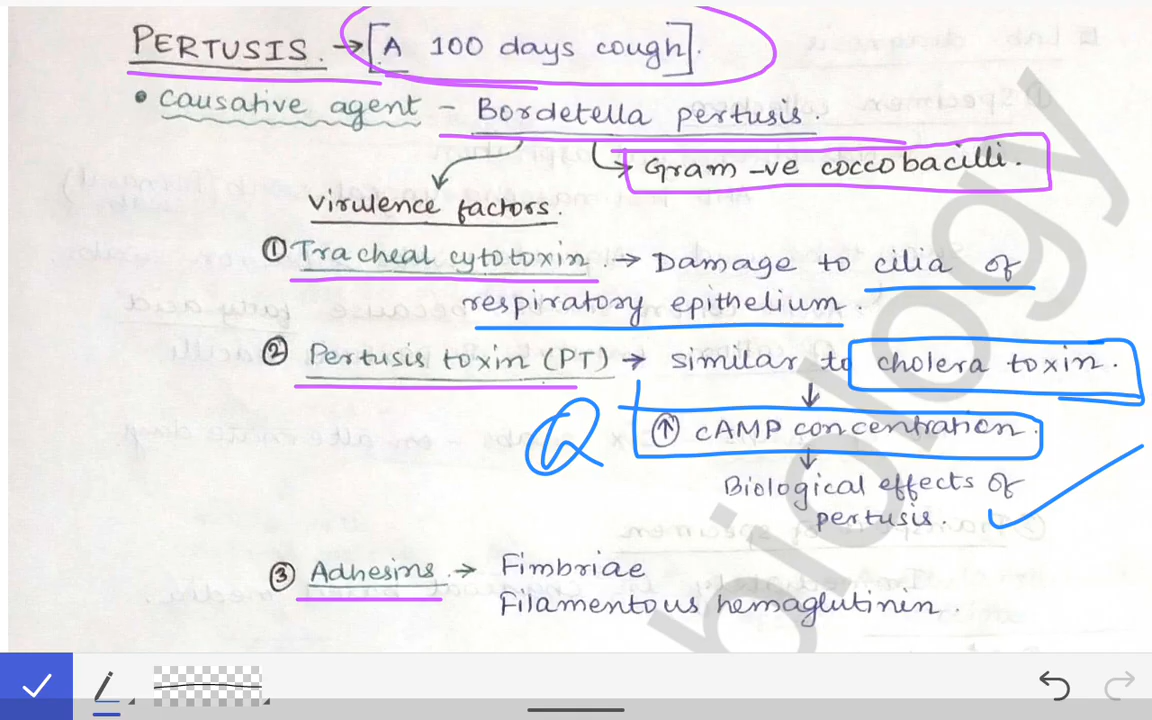 PERTUSIS. → [A 100 days cough].
• causative agent - Bordetella pertusis.
↳ Gram -ve coccobacilli.
virulence factors.
① Tracheal cytotoxin. → Damage to cilia of
respiratory epithelium.
② Pertusis toxin (PT) → similar to cholera toxin.
↓
Q ↑ cAMP concentration.
↓
Biological effects of
pertusis.
③ Adhesins. → Fimbriae
Filamentous hemaglutinin.
biology